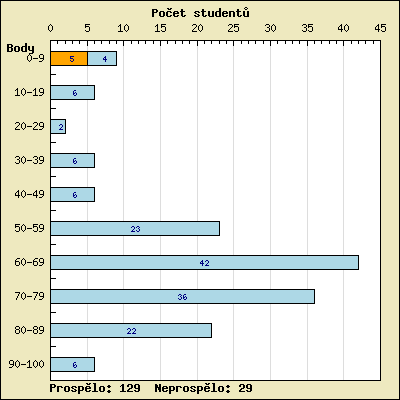 Počet studentů
0 5 10 15 20 25 30 35 40 45
Body
0-9 5 4
10-19 6
20-29 2
30-39 6
40-49 6
50-59 23
60-69 42
70-79 36
80-89 22
90-100 6
Prospělo: 129 Neprospělo: 29